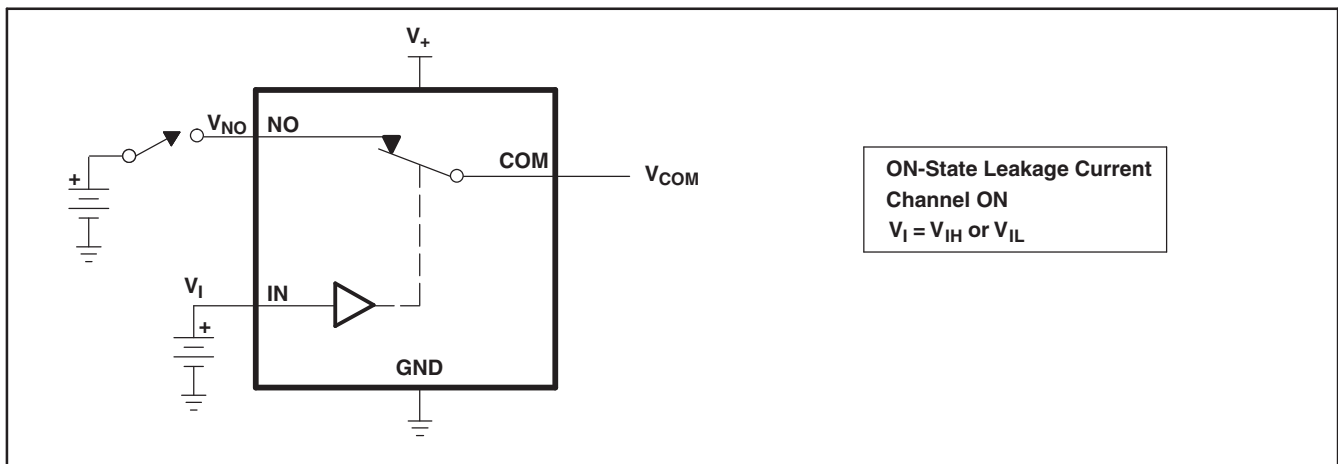 V+
VNO NO
COM
VCOM
+
ON-State Leakage Current
Channel ON
VI = VIH or VIL
VI IN
+
GND